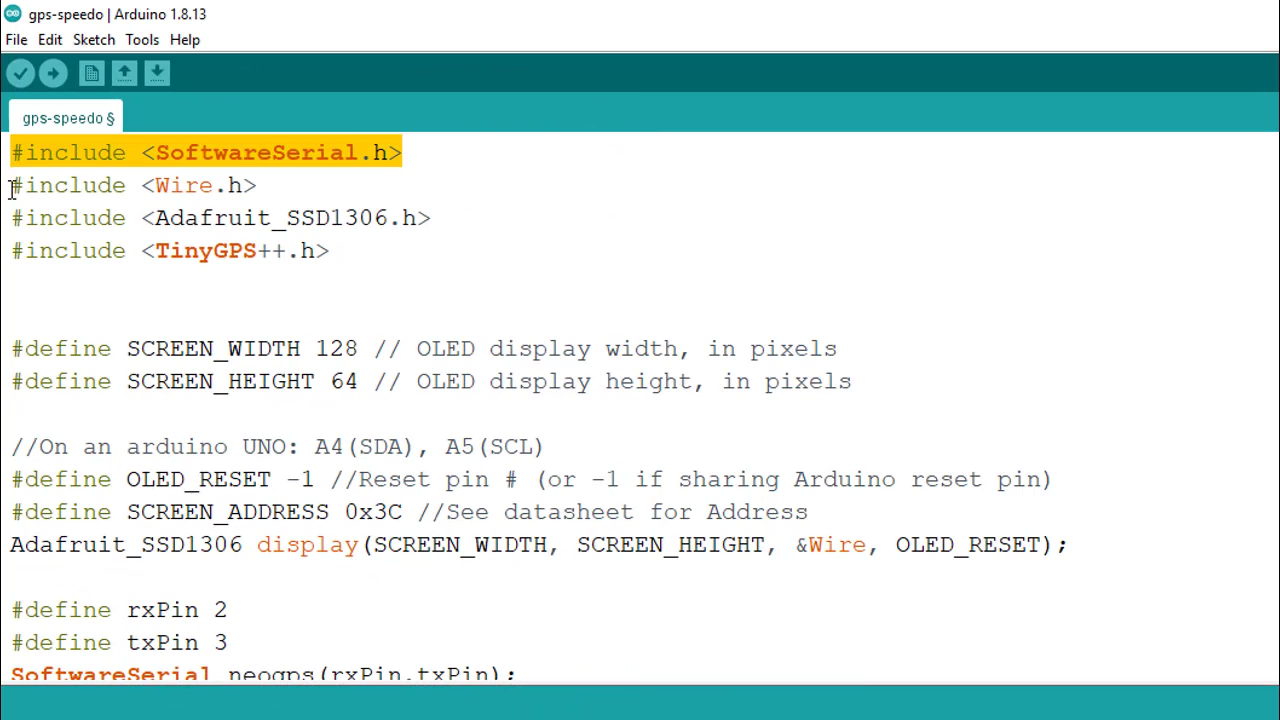 gps-speedo | Arduino 1.8.13
File Edit Sketch Tools Help
gps-speedo §
#include <SoftwareSerial.h>
#include <Wire.h>
#include <Adafruit_SSD1306.h>
#include <TinyGPS++.h>
#define SCREEN_WIDTH 128 // OLED display width, in pixels
#define SCREEN_HEIGHT 64 // OLED display height, in pixels
//On an arduino UNO: A4(SDA), A5(SCL)
#define OLED_RESET -1 //Reset pin # (or -1 if sharing Arduino reset pin)
#define SCREEN_ADDRESS 0x3C //See datasheet for Address
Adafruit_SSD1306 display(SCREEN_WIDTH, SCREEN_HEIGHT, &Wire, OLED_RESET);
#define rxPin 2
#define txPin 3
SoftwareSerial neogps(rxPin,txPin);